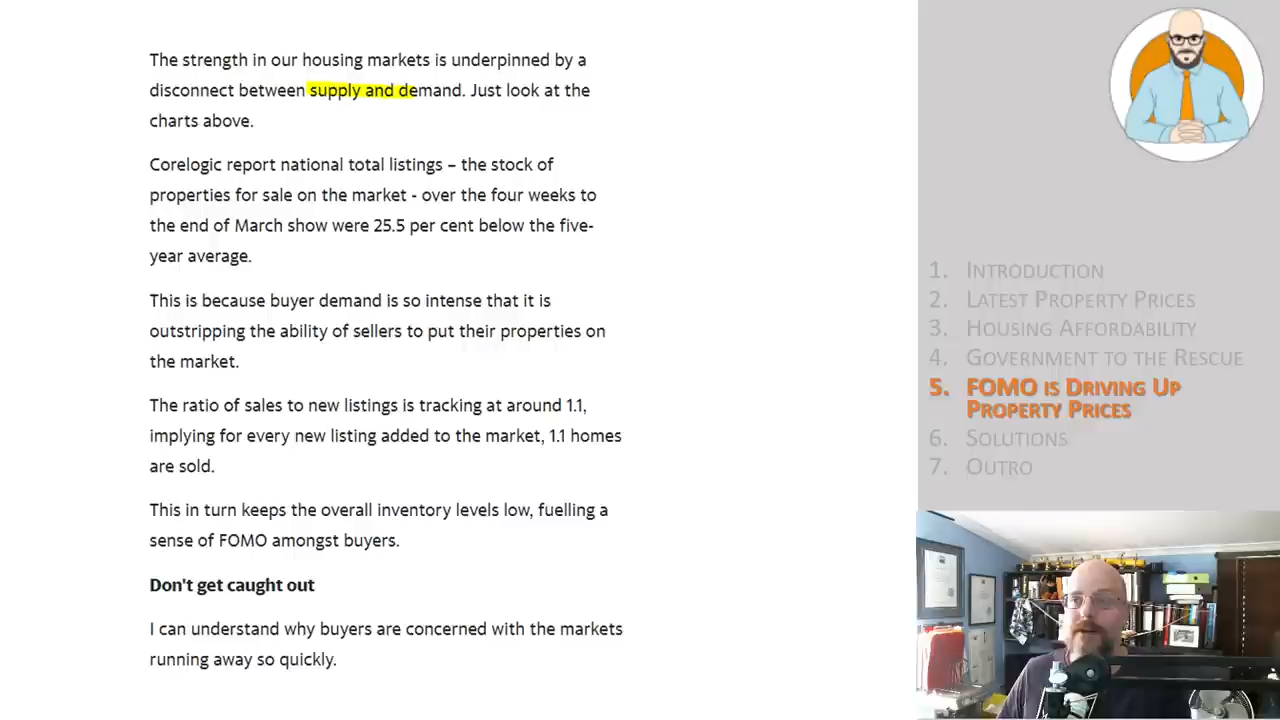 The strength in our housing markets is underpinned by a
disconnect between supply and demand. Just look at the
charts above.
Corelogic report national total listings – the stock of
properties for sale on the market - over the four weeks to
the end of March show were 25.5 per cent below the five-
year average.
This is because buyer demand is so intense that it is
outstripping the ability of sellers to put their properties on
the market.
The ratio of sales to new listings is tracking at around 1.1,
implying for every new listing added to the market, 1.1 homes
are sold.
This in turn keeps the overall inventory levels low, fuelling a
sense of FOMO amongst buyers.
Don't get caught out
I can understand why buyers are concerned with the markets
running away so quickly.
1. Introduction
2. Latest Property Prices
3. Housing Affordability
4. Government to the Rescue
5. FOMO is Driving Up
Property Prices
6. Solutions
7. Outro